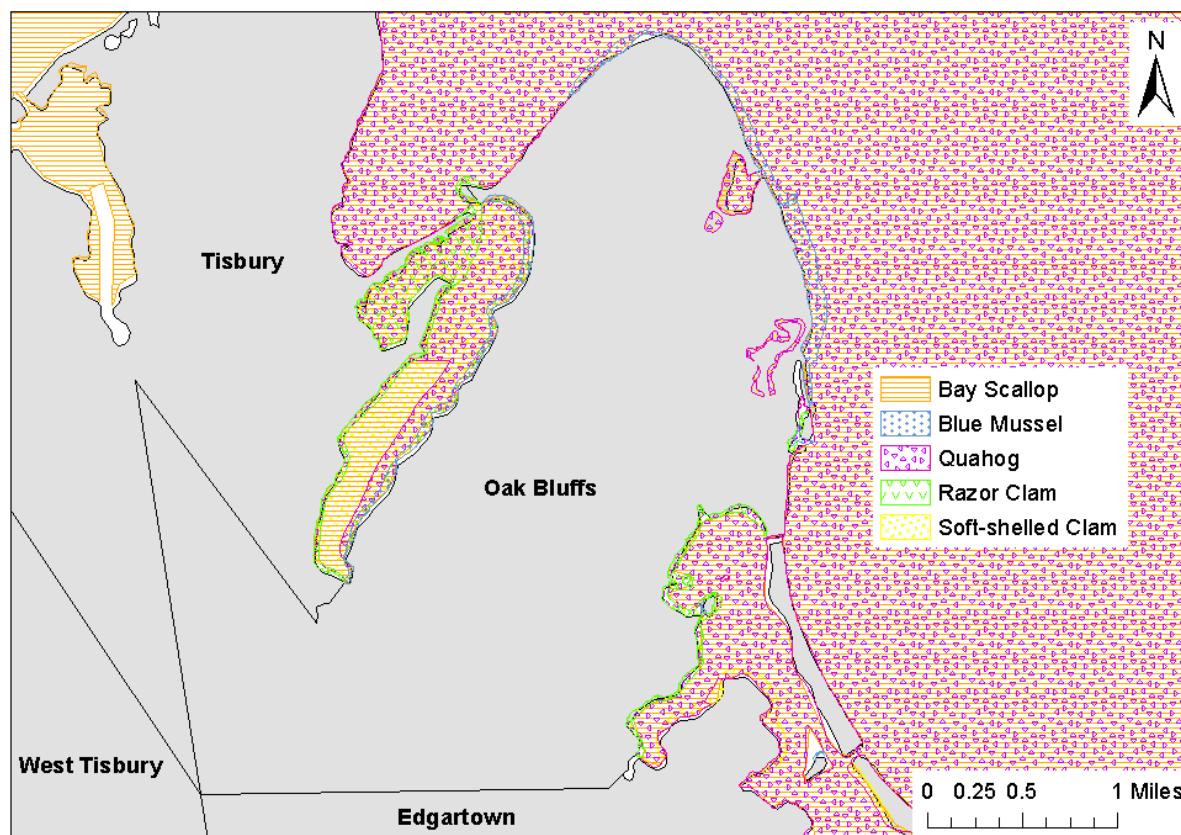 N
Tisbury
Bay Scallop
Blue Mussel
Quahog
Razor Clam
Soft-shelled Clam
Oak Bluffs
West Tisbury
Edgartown
0 0.25 0.5 1 Miles